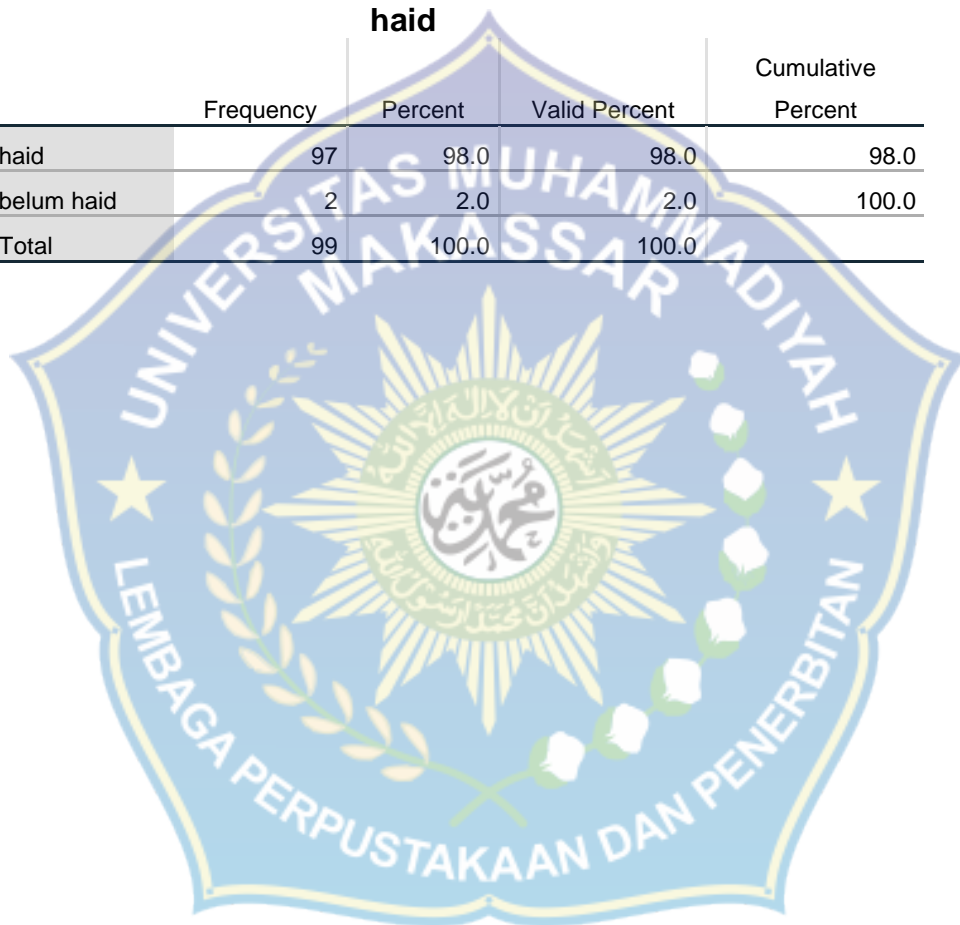 haid
Frequency Percent Valid Percent Cumulative Percent
haid 97 98.0 98.0 98.0
belum haid 2 2.0 2.0 100.0
Total 99 100.0 100.0
UNIVERSITAS MUHAMMADIYAH
MAKASSAR
محمد
LEMBAGA PERPUSTAKAAN DAN PENERBITAN